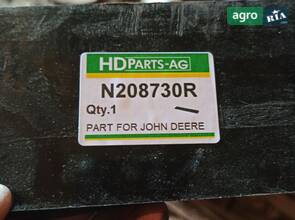 agro RIA
HDPARTS-AG
N208730R
Qty.1
PART FOR JOHN DEERE